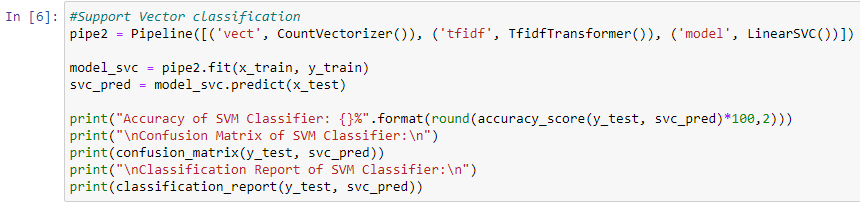 In [6]: #Support Vector classification
pipe2 = Pipeline([('vect', CountVectorizer()), ('tfidf', TfidfTransformer()), ('model', LinearSVC())])
model_svc = pipe2.fit(x_train, y_train)
svc_pred = model_svc.predict(x_test)
print("Accuracy of SVM Classifier: {}%".format(round(accuracy_score(y_test, svc_pred)*100,2)))
print("\nConfusion Matrix of SVM Classifier:\n")
print(confusion_matrix(y_test, svc_pred))
print("\nClassification Report of SVM Classifier:\n")
print(classification_report(y_test, svc_pred))